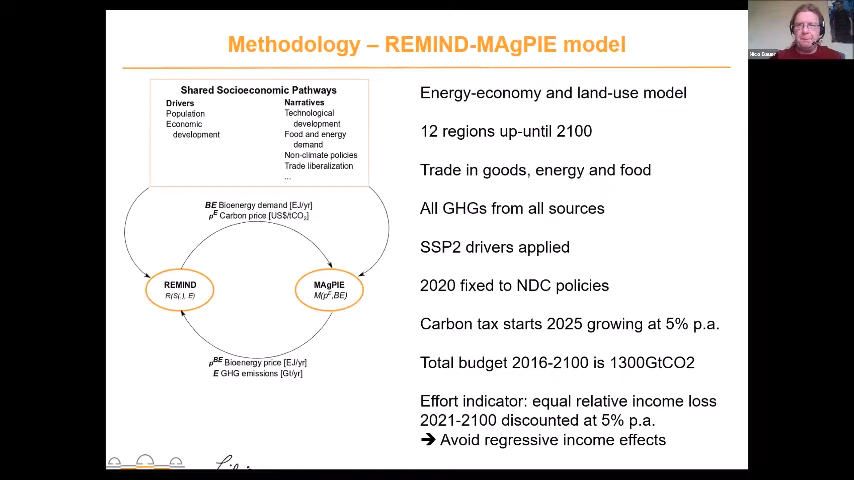 Methodology – REMIND-MAgPIE model
Nico Bauer
Shared Socioeconomic Pathways
Drivers
Population
Economic
development
Narratives
Technological
development
Food and energy
demand
Non-climate policies
Trade liberalization
...
BE Bioenergy demand [EJ/yr]
pE Carbon price [US$/tCO2]
REMIND
R(S(.), E)
MAgPIE
M(pE,BE)
pBE Bioenergy price [EJ/yr]
E GHG emissions [Gt/yr]
Energy-economy and land-use model
12 regions up-until 2100
Trade in goods, energy and food
All GHGs from all sources
SSP2 drivers applied
2020 fixed to NDC policies
Carbon tax starts 2025 growing at 5% p.a.
Total budget 2016-2100 is 1300GtCO2
Effort indicator: equal relative income loss
2021-2100 discounted at 5% p.a.
➔ Avoid regressive income effects